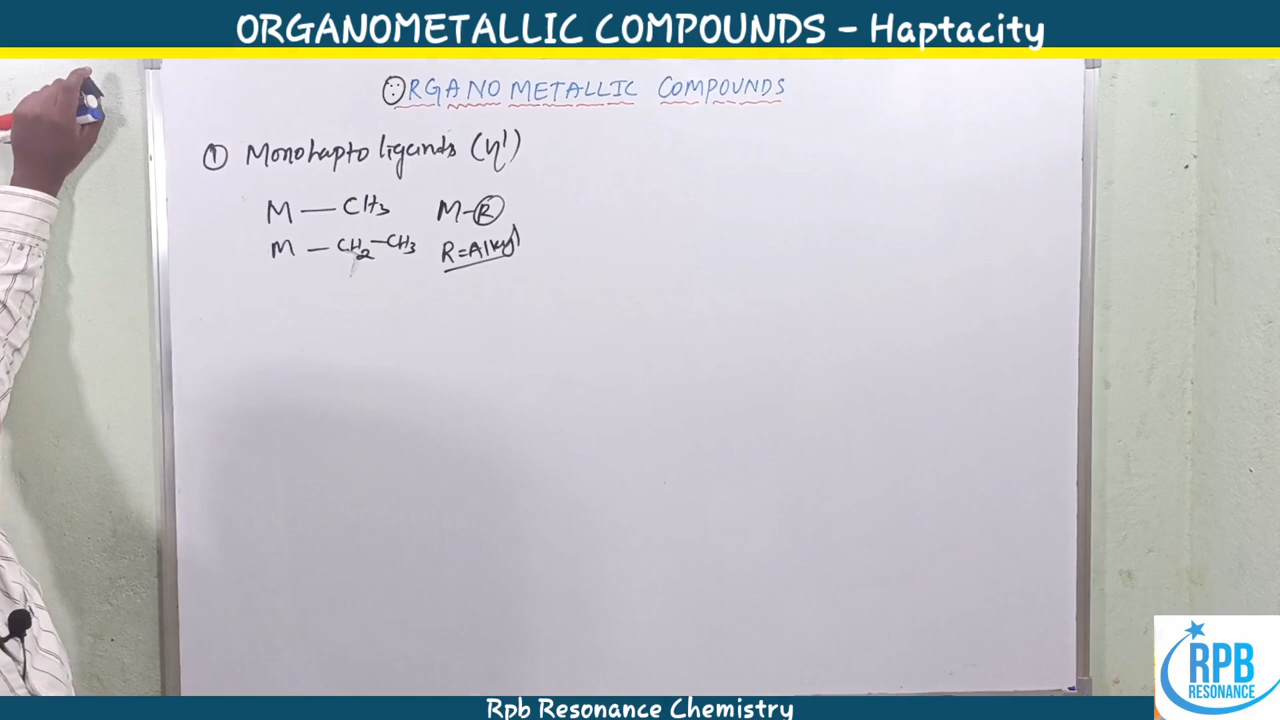 ORGANOMETALLIC COMPOUNDS – Haptacity
ORGANO METALLIC COMPOUNDS
① Monohapto ligands (η¹)
M — CH₃ M-R
M — CH₂-CH₃ R=Alkyl
RPB
RESONANCE
Rpb Resonance Chemistry